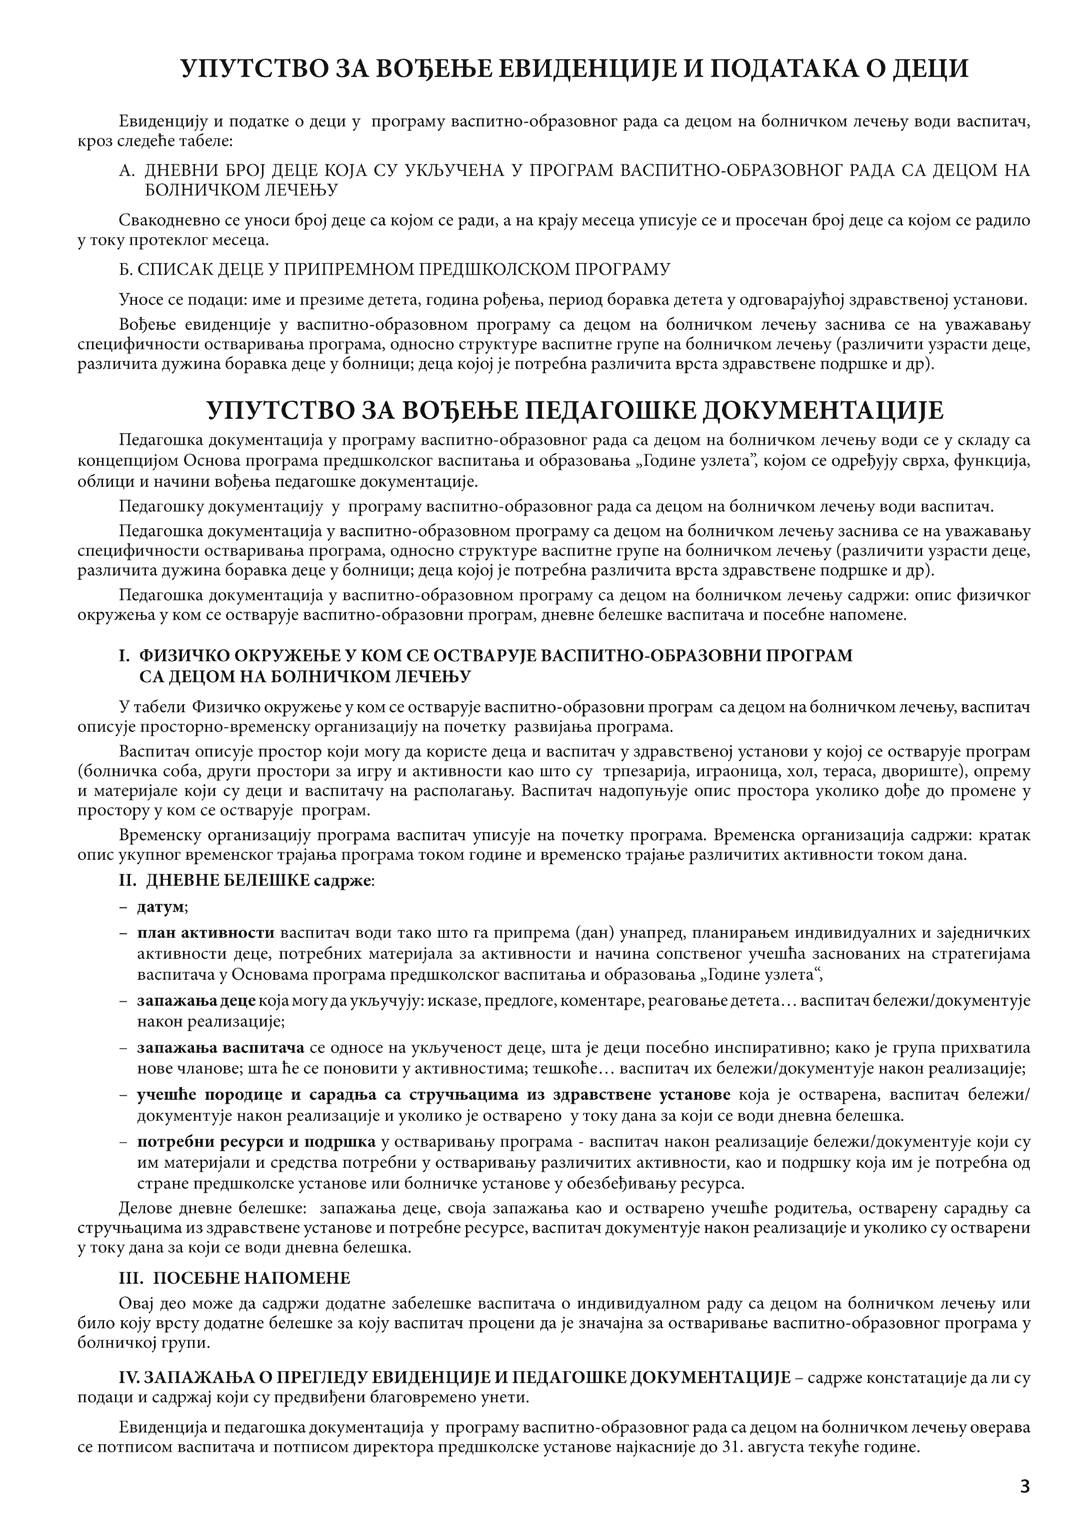 УПУТСТВО ЗА ВОЂЕЊЕ ЕВИДЕНЦИЈЕ И ПОДАТАКА О ДЕЦИ
Евиденцију и податке о деци у програму васпитно-образовног рада са децом на болничком лечењу води васпитач,
кроз следеће табеле:
А. ДНЕВНИ БРОЈ ДЕЦЕ КОЈА СУ УКЉУЧЕНА У ПРОГРАМ ВАСПИТНО-ОБРАЗОВНОГ РАДА СА ДЕЦОМ НА
БОЛНИЧКОМ ЛЕЧЕЊУ
Свакодневно се уноси број деце са којом се ради, а на крају месеца уписује се и просечан број деце са којом се радило
у току протеклог месеца.
Б. СПИСАК ДЕЦЕ У ПРИПРЕМНОМ ПРЕДШКОЛСКОМ ПРОГРАМУ
Уносе се подаци: име и презиме детета, година рођења, период боравка детета у одговарајућој здравственој установи.
Вођење евиденције у васпитно-образовном програму са децом на болничком лечењу заснива се на уважавању
специфичности остваривања програма, односно структуре васпитне групе на болничком лечењу (различити узрасти деце,
различита дужина боравка деце у болници; деца којој је потребна различита врста здравствене подршке и др).
УПУТСТВО ЗА ВОЂЕЊЕ ПЕДАГОШКЕ ДОКУМЕНТАЦИЈЕ
Педагошка документација у програму васпитно-образовног рада са децом на болничком лечењу води се у складу са
концепцијом Основа програма предшколског васпитања и образовања „Године узлета”, којом се одређују сврха, функција,
облици и начини вођења педагошке документације.
Педагошку документацију у програму васпитно-образовног рада са децом на болничком лечењу води васпитач.
Педагошка документација у васпитно-образовном програму са децом на болничком лечењу заснива се на уважавању
специфичности остваривања програма, односно структуре васпитне групе на болничком лечењу (различити узрасти деце,
различита дужина боравка деце у болници; деца којој је потребна различита врста здравствене подршке и др).
Педагошка документација у васпитно-образовном програму са децом на болничком лечењу садржи: опис физичког
окружења у ком се остварује васпитно-образовни програм, дневне белешке васпитача и посебне напомене.
I. ФИЗИЧКО ОКРУЖЕЊЕ У КОМ СЕ ОСТВАРУЈЕ ВАСПИТНО-ОБРАЗОВНИ ПРОГРАМ
СА ДЕЦОМ НА БОЛНИЧКОМ ЛЕЧЕЊУ
У табели Физичко окружење у ком се остварује васпитно-образовни програм са децом на болничком лечењу, васпитач
описује просторно-временску организацију на почетку развијања програма.
Васпитач описује простор који могу да користе деца и васпитач у здравственој установи у којој се остварује програм
(болничка соба, други простори за игру и активности као што су трпезарија, играоница, хол, тераса, двориште), опрему
и материјале који су деци и васпитачу на располагању. Васпитач надопуњује опис простора уколико дође до промене у
простору у ком се остварује програм.
Временску организацију програма васпитач уписује на почетку програма. Временска организација садржи: кратак
опис укупног временског трајања програма током године и временско трајање различитих активности током дана.
II. ДНЕВНЕ БЕЛЕШКЕ садрже:
– датум;
– план активности васпитач води тако што га припрема (дан) унапред, планирањем индивидуалних и заједничких
активности деце, потребних материјала за активности и начина сопственог учешћа заснованих на стратегијама
васпитача у Основама програма предшколског васпитања и образовања „Године узлета“,
– запажања деце која могу да укључују: исказе, предлоге, коментаре, реаговање детета… васпитач бележи/документује
након реализације;
– запажања васпитача се односе на укљученост деце, шта је деци посебно инспиративно; како је група прихватила
нове чланове; шта ће се поновити у активностима; тешкоће… васпитач их бележи/документује након реализације;
– учешће породице и сарадња са стручњацима из здравствене установе која је остварена, васпитач бележи/
документује након реализације и уколико је остварено у току дана за који се води дневна белешка.
– потребни ресурси и подршка у остваривању програма - васпитач након реализације бележи/документује који су
им материјали и средства потребни у остваривању различитих активности, као и подршку која им је потребна од
стране предшколске установе или болничке установе у обезбеђивању ресурса.
Делове дневне белешке: запажања деце, своја запажања као и остварено учешће родитеља, остварену сарадњу са
стручњацима из здравствене установе и потребне ресурсе, васпитач документује након реализације и уколико су остварени
у току дана за који се води дневна белешка.
III. ПОСЕБНЕ НАПОМЕНЕ
Овај део може да садржи додатне забелешке васпитача о индивидуалном раду са децом на болничком лечењу или
било коју врсту додатне белешке за коју васпитач процени да је значајна за остваривање васпитно-образовног програма у
болничкој групи.
IV. ЗАПАЖАЊА О ПРЕГЛЕДУ ЕВИДЕНЦИЈЕ И ПЕДАГОШКЕ ДОКУМЕНТАЦИЈЕ – садрже констатације да ли су
подаци и садржај који су предвиђени благовремено унети.
Евиденција и педагошка документација у програму васпитно-образовног рада са децом на болничком лечењу оверава
се потписом васпитача и потписом директора предшколске установе најкасније до 31. августа текуће године.
3